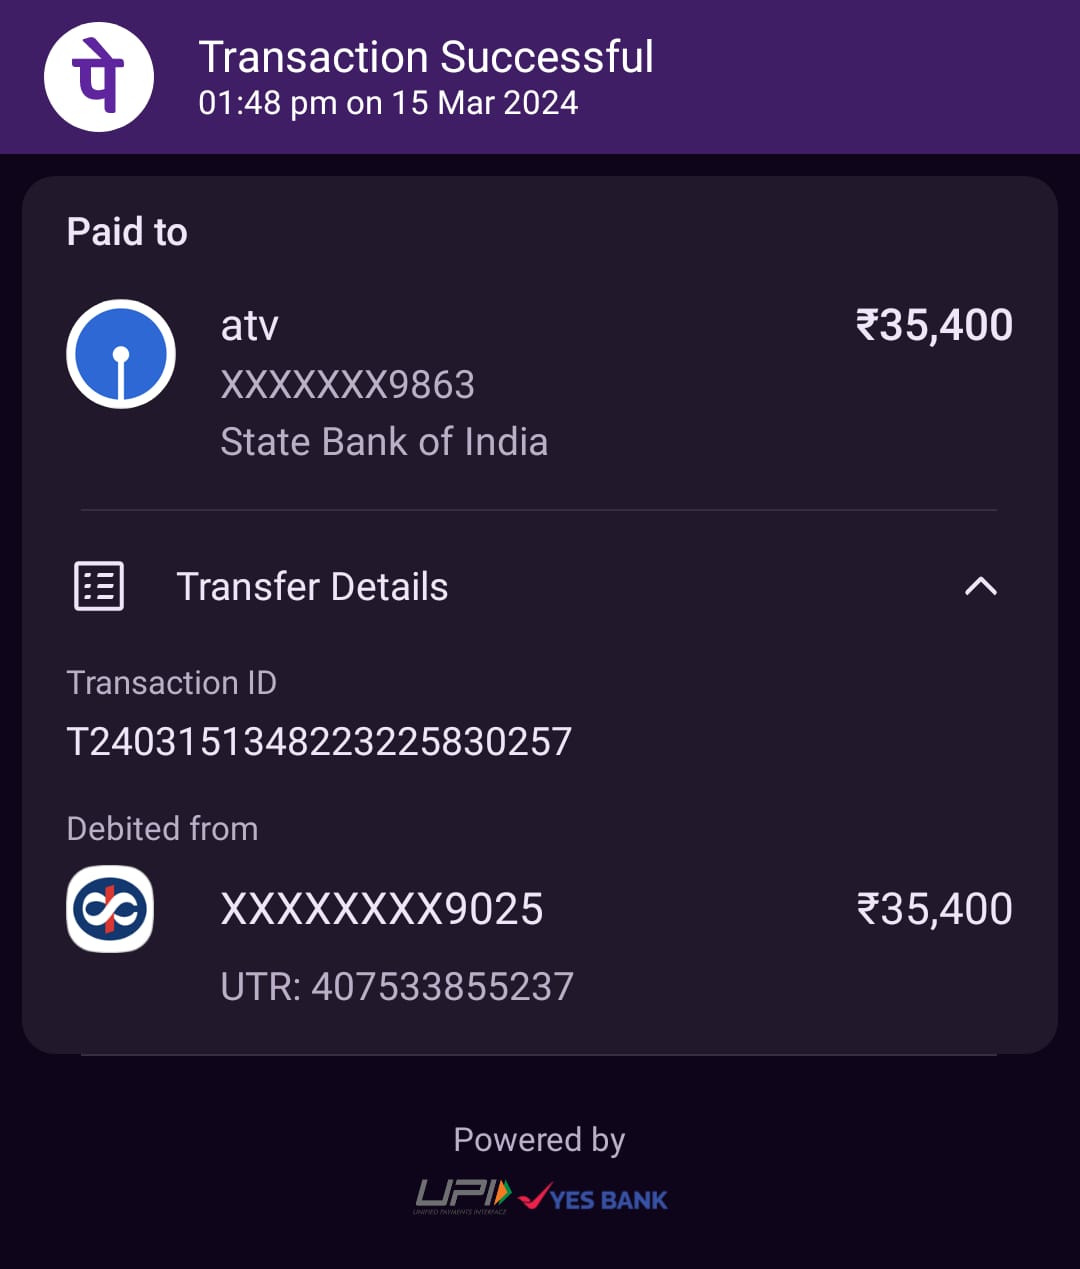 पे
Transaction Successful
01:48 pm on 15 Mar 2024
Paid to
atv
₹35,400
XXXXXXX9863
State Bank of India
Transfer Details
Transaction ID
T2403151348223225830257
Debited from
XXXXXXXX9025
₹35,400
UTR: 407533855237
Powered by
UPI
UNIFIED PAYMENTS INTERFACE
YES BANK